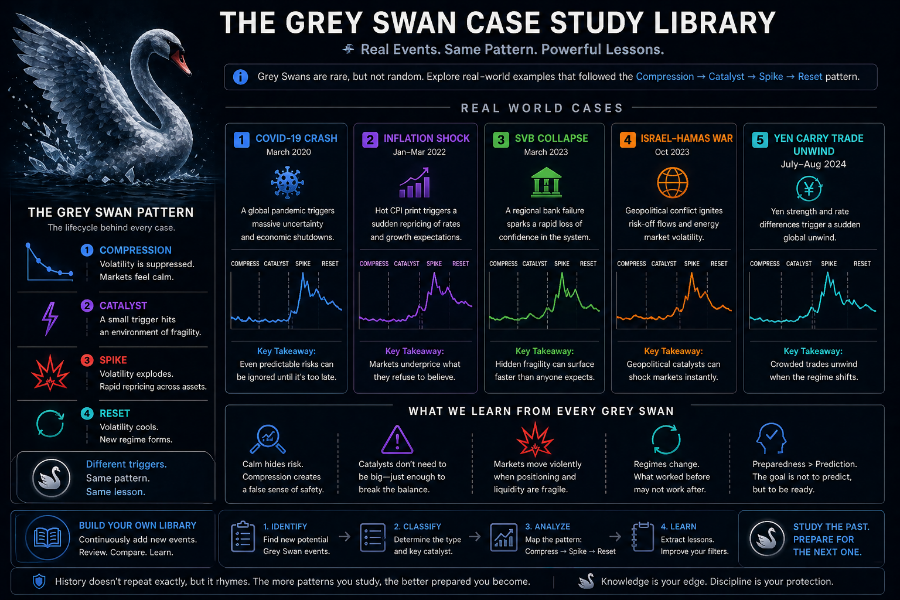 THE GREY SWAN CASE STUDY LIBRARY
Real Events. Same Pattern. Powerful Lessons.
i Grey Swans are rare, but not random. Explore real-world examples that followed the Compression → Catalyst → Spike → Reset pattern.
REAL WORLD CASES
1 COVID-19 CRASH
March 2020
A global pandemic triggers
massive uncertainty
and economic shutdowns.
COMPRESS CATALYST SPIKE RESET
Key Takeaway:
Even predictable risks can
be ignored until it's too late.
2 INFLATION SHOCK
Jan–Mar 2022
Hot CPI print triggers a
sudden repricing of rates
and growth expectations.
COMPRESS CATALYST SPIKE RESET
Key Takeaway:
Markets underprice what
they refuse to believe.
3 SVB COLLAPSE
March 2023
A regional bank failure
sparks a rapid loss of
confidence in the system.
COMPRESS CATALYST SPIKE RESET
Key Takeaway:
Hidden fragility can surface
faster than anyone expects.
4 ISRAEL-HAMAS WAR
Oct 2023
Geopolitical conflict ignites
risk-off flows and energy
market volatility.
COMPRESS CATALYST SPIKE RESET
Key Takeaway:
Geopolitical catalysts can
shock markets instantly.
5 YEN CARRY TRADE
UNWIND
July–Aug 2024
¥
Yen strength and rate
differences trigger a sudden
global unwind.
COMPRESS CATALYST SPIKE RESET
Key Takeaway:
Crowded trades unwind
when the regime shifts.
THE GREY SWAN PATTERN
The lifecycle behind every case.
1 COMPRESSION
Volatility is suppressed.
Markets feel calm.
2 CATALYST
A small trigger hits
an environment of fragility.
3 SPIKE
Volatility explodes.
Rapid repricing across assets.
4 RESET
Volatility cools.
New regime forms.
Different triggers.
Same pattern.
Same lesson.
WHAT WE LEARN FROM EVERY GREY SWAN
Calm hides risk.
Compression creates
a false sense of safety.
Catalysts don't need to
be big—just enough to
break the balance.
Markets move violently
when positioning and
liquidity are fragile.
Regimes change.
What worked before
may not work after.
Preparedness > Prediction.
The goal is not to predict,
but to be ready.
BUILD YOUR OWN LIBRARY
Continuously add new events.
Review. Compare. Learn.
1. IDENTIFY
Find new potential
Grey Swan events.
2. CLASSIFY
Determine the type
and key catalyst.
3. ANALYZE
Map the pattern:
Compress → Spike → Reset
4. LEARN
Extract lessons.
Improve your filters.
STUDY THE PAST.
PREPARE FOR
THE NEXT ONE.
History doesn't repeat exactly, but it rhymes. The more patterns you study, the better prepared you become.
Knowledge is your edge. Discipline is your protection.